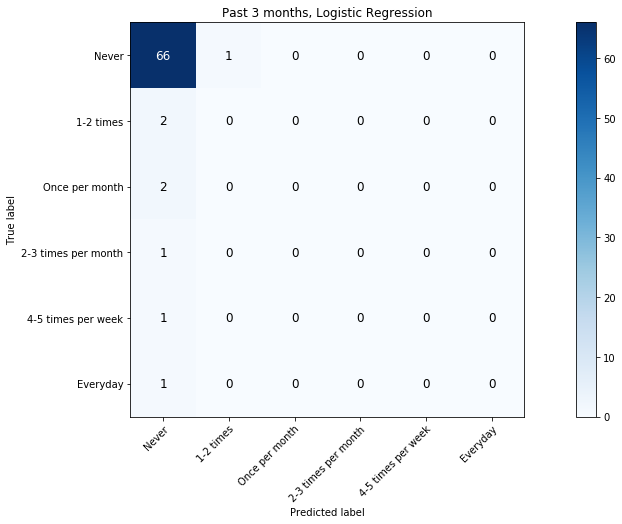 Past 3 months, Logistic Regression
True label
Never 66 1 0 0 0 0
1-2 times 2 0 0 0 0 0
Once per month 2 0 0 0 0 0
2-3 times per month 1 0 0 0 0 0
4-5 times per week 1 0 0 0 0 0
Everyday 1 0 0 0 0 0
Never
1-2 times
Once per month
2-3 times per month
4-5 times per week
Everyday
Predicted label
60
50
40
30
20
10
0